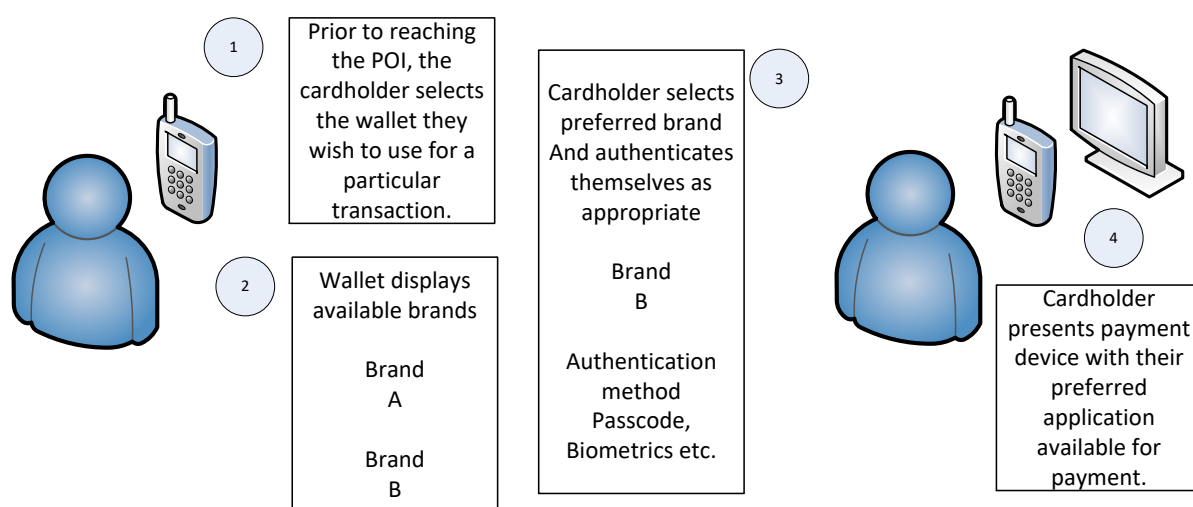 1
Prior to reaching
the POI, the
cardholder selects
the wallet they
wish to use for a
particular
transaction.
2
Wallet displays
available brands
Brand
A
Brand
B
3
Cardholder selects
preferred brand
And authenticates
themselves as
appropriate
Brand
B
Authentication
method
Passcode,
Biometrics etc.
4
Cardholder
presents payment
device with their
preferred
application
available for
payment.